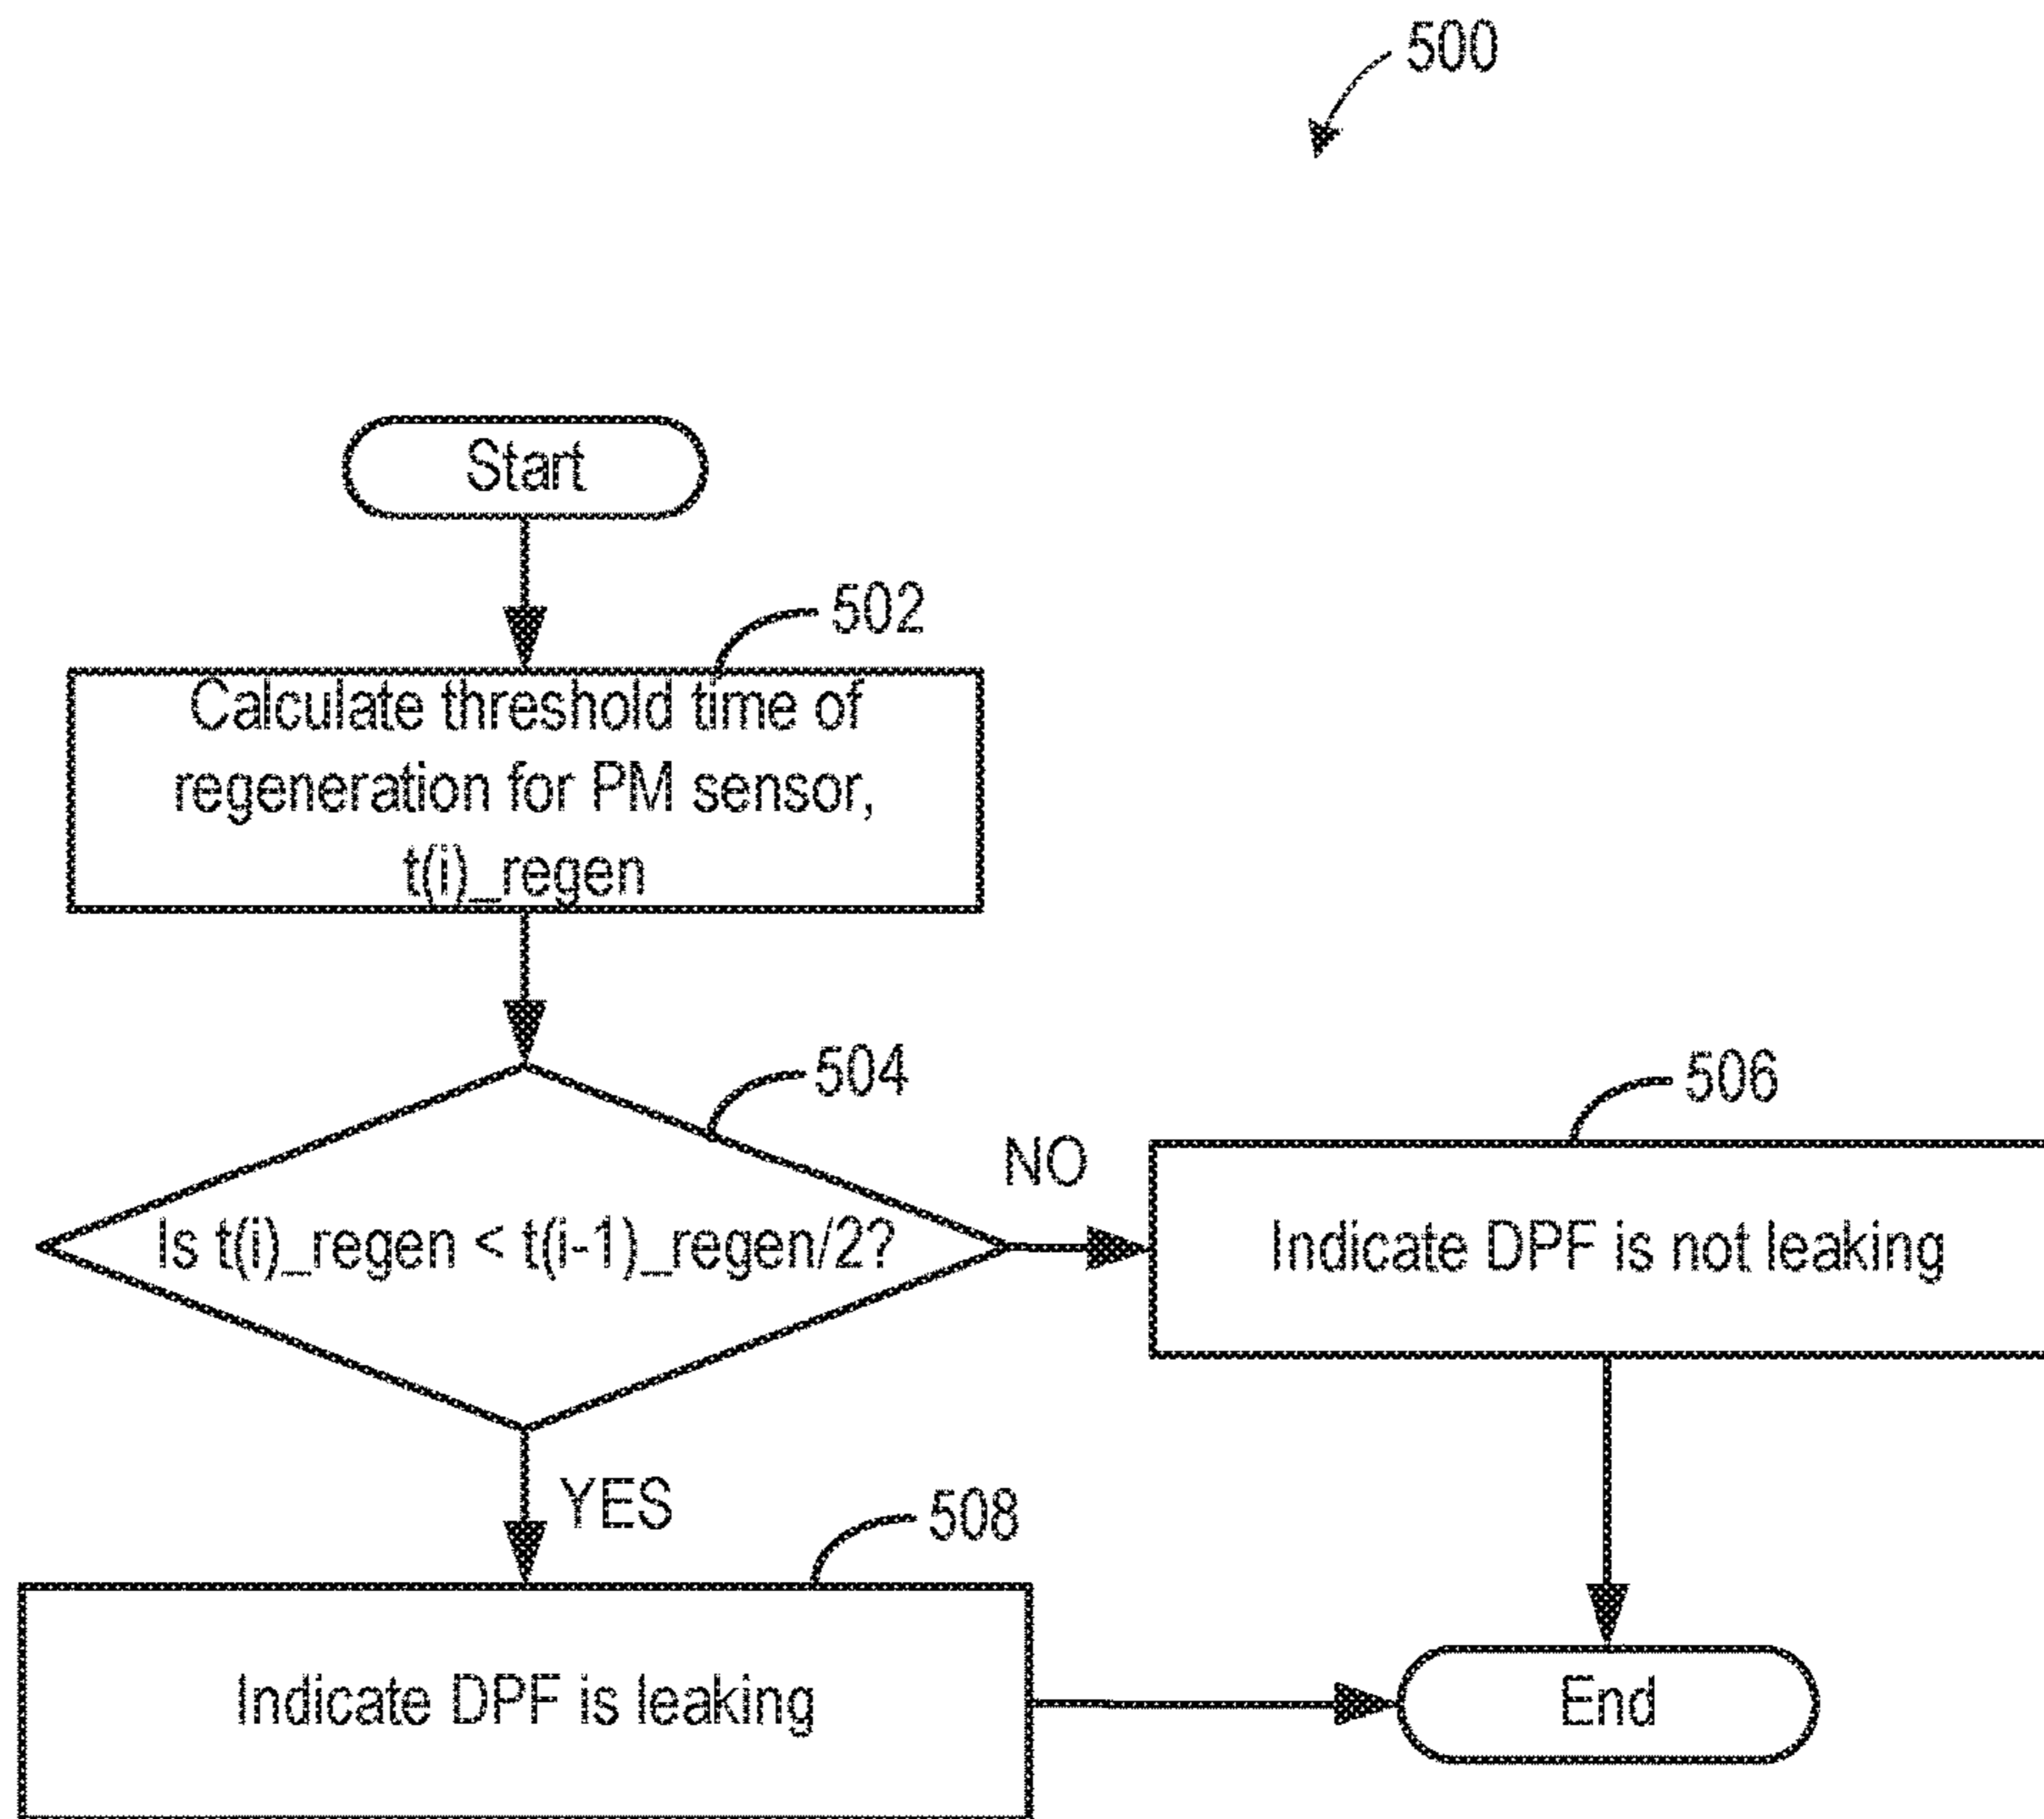 500
Start
502
Calculate threshold time of
regeneration for PM sensor,
t(i)_regen
504
Is t(i)_regen < t(i-1)_regen/2?
NO
506
Indicate DPF is not leaking
YES
508
Indicate DPF is leaking
End